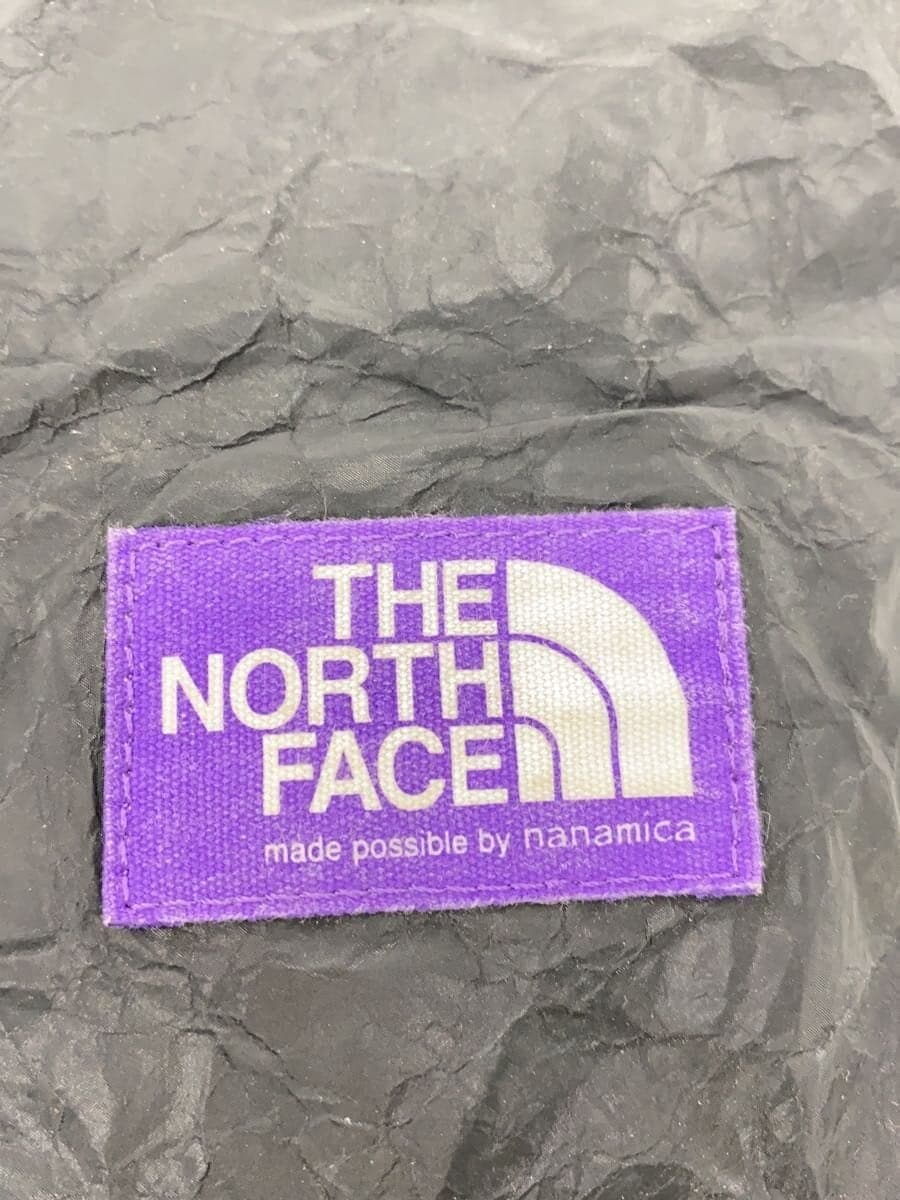 THE
NORTH
FACE
made possible by nanamica